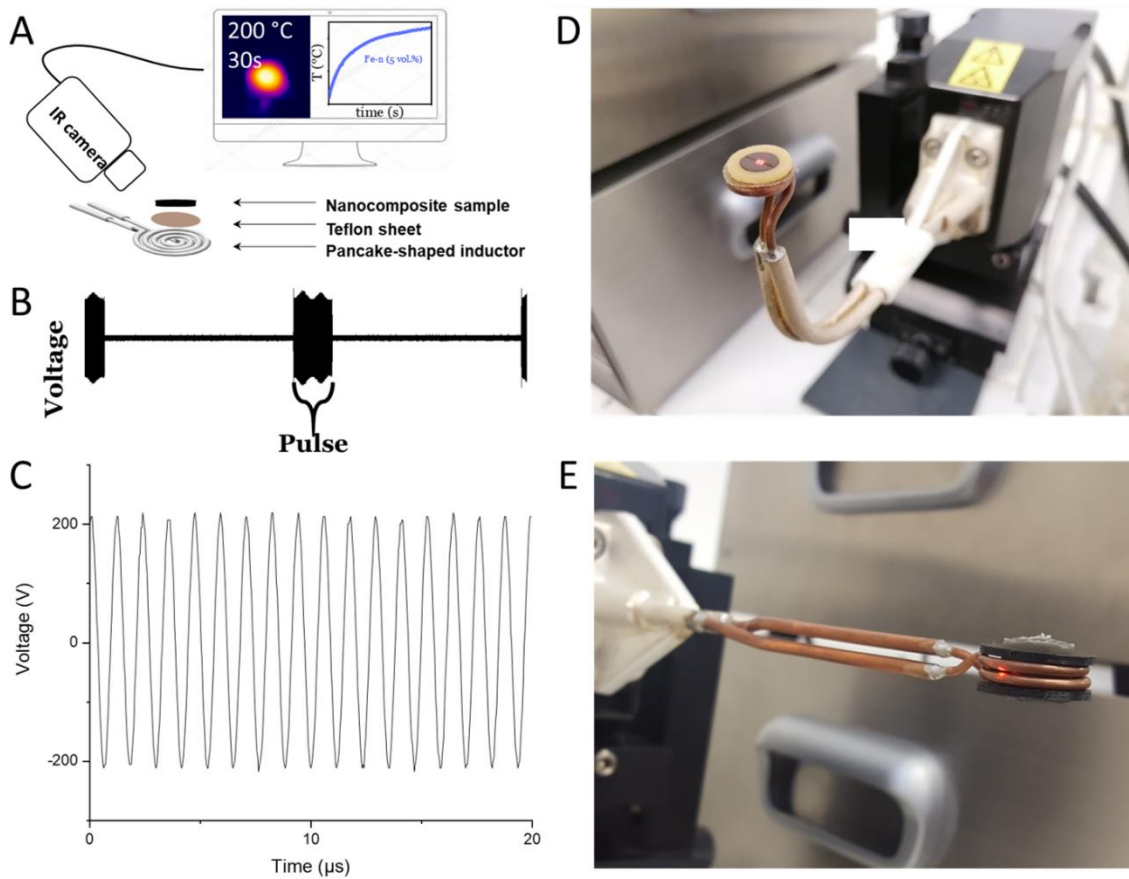 A
200 °C
30s
T (°C)
Fe-n (5 vol.%)
time (s)
IR camera
Nanocomposite sample
Teflon sheet
Pancake-shaped inductor
B
Voltage
Pulse
C
Voltage (V)
200
0
-200
0
10
20
Time (µs)
D
E